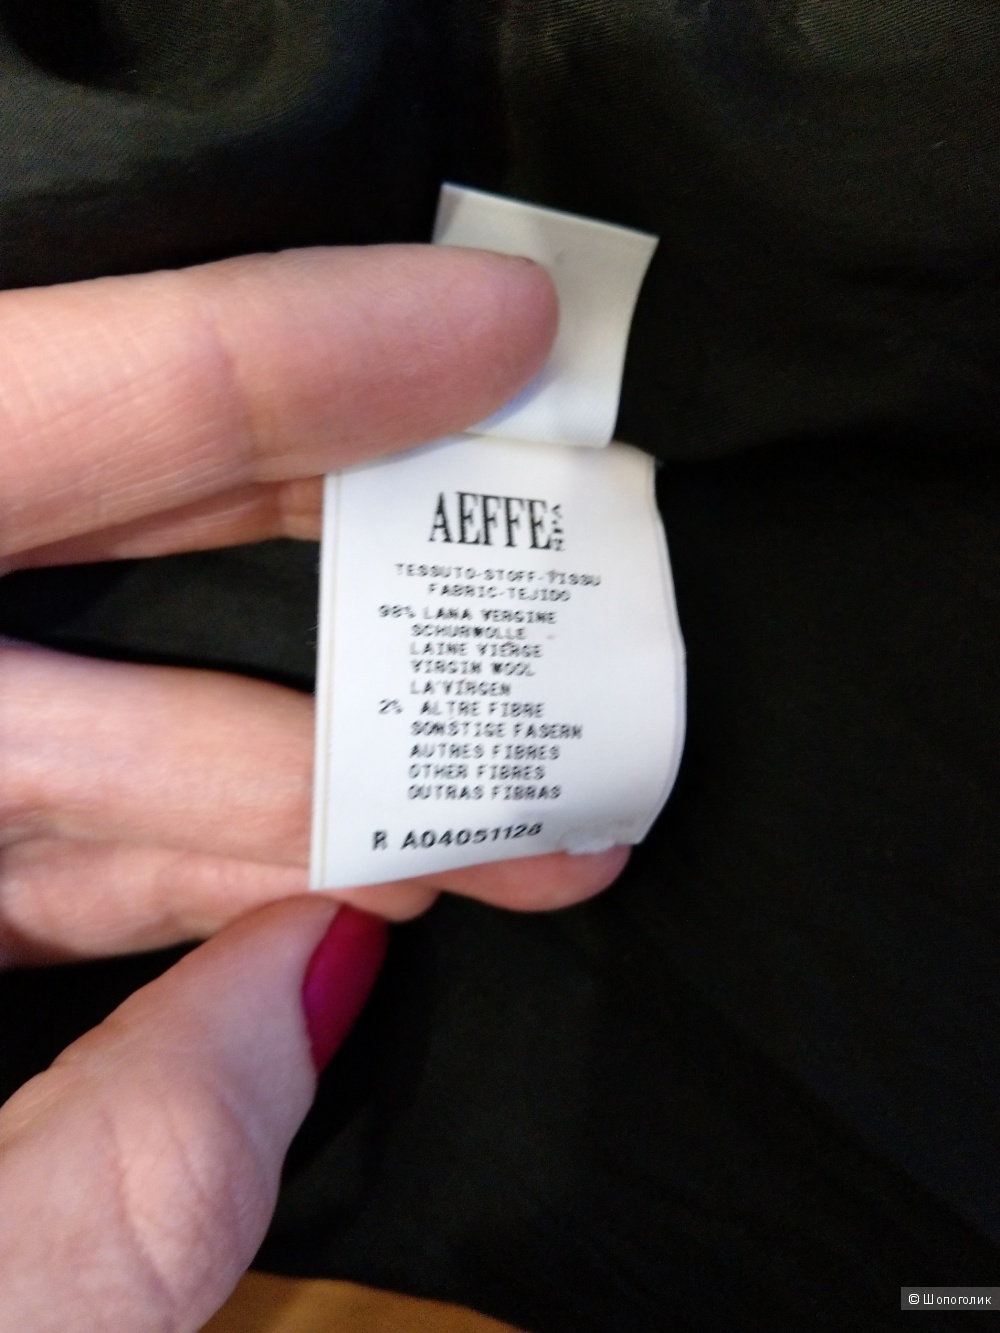 AEFFE SPA
TESSUTO-STOFF-TISSU
FABRIC-TEJIDO
98% LANA VERGINE
SCHURWOLLE
LAINE VIERGE
VIRGIN WOOL
LA'VIRGEN
2% ALTRE FIBRE
SONSTIGE FASERN
AUTRES FIBRES
OTHER FIBRES
OUTRAS FIBRAS
R A04051128
© Шопоголик